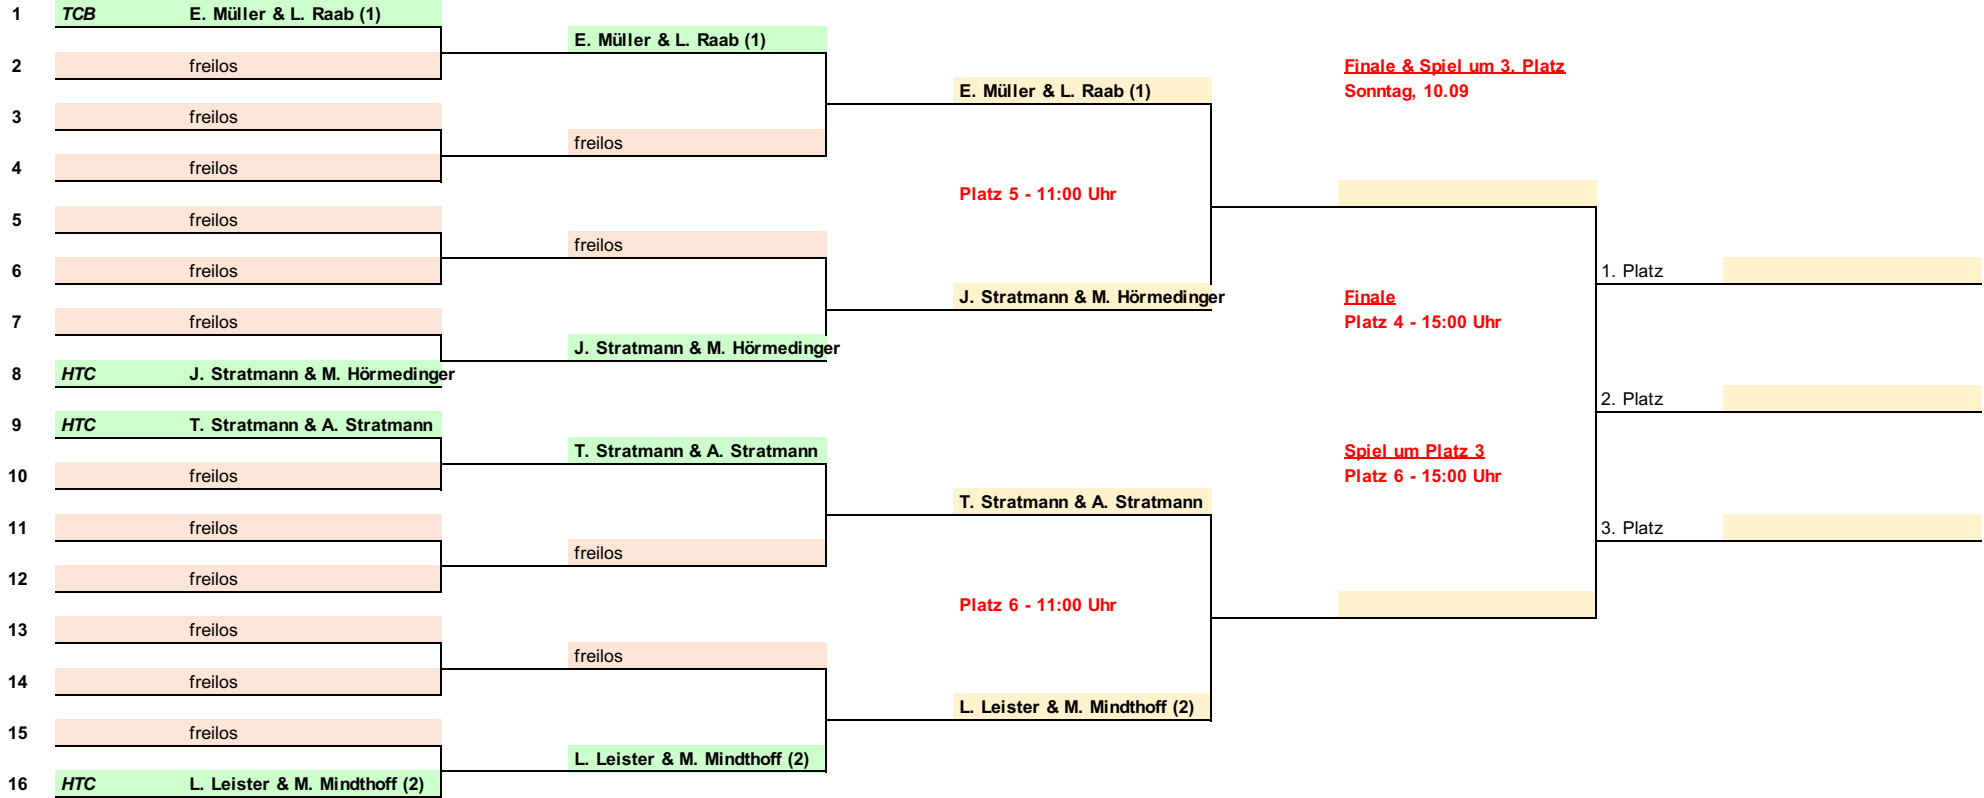 1 TCB E. Müller & L. Raab (1)
E. Müller & L. Raab (1)
2 freilos
Finale & Spiel um 3. Platz
E. Müller & L. Raab (1)
Sonntag, 10.09
3 freilos
freilos
4 freilos
Platz 5 - 11:00 Uhr
5 freilos
freilos
6 freilos
1. Platz
J. Stratmann & M. Hörmedinger
Finale
7 freilos
Platz 4 - 15:00 Uhr
J. Stratmann & M. Hörmedinger
8 HTC J. Stratmann & M. Hörmedinger
2. Platz
9 HTC T. Stratmann & A. Stratmann
T. Stratmann & A. Stratmann
Spiel um Platz 3
10 freilos
Platz 6 - 15:00 Uhr
T. Stratmann & A. Stratmann
11 freilos
3. Platz
freilos
12 freilos
Platz 6 - 11:00 Uhr
13 freilos
freilos
14 freilos
L. Leister & M. Mindthoff (2)
15 freilos
L. Leister & M. Mindthoff (2)
16 HTC L. Leister & M. Mindthoff (2)